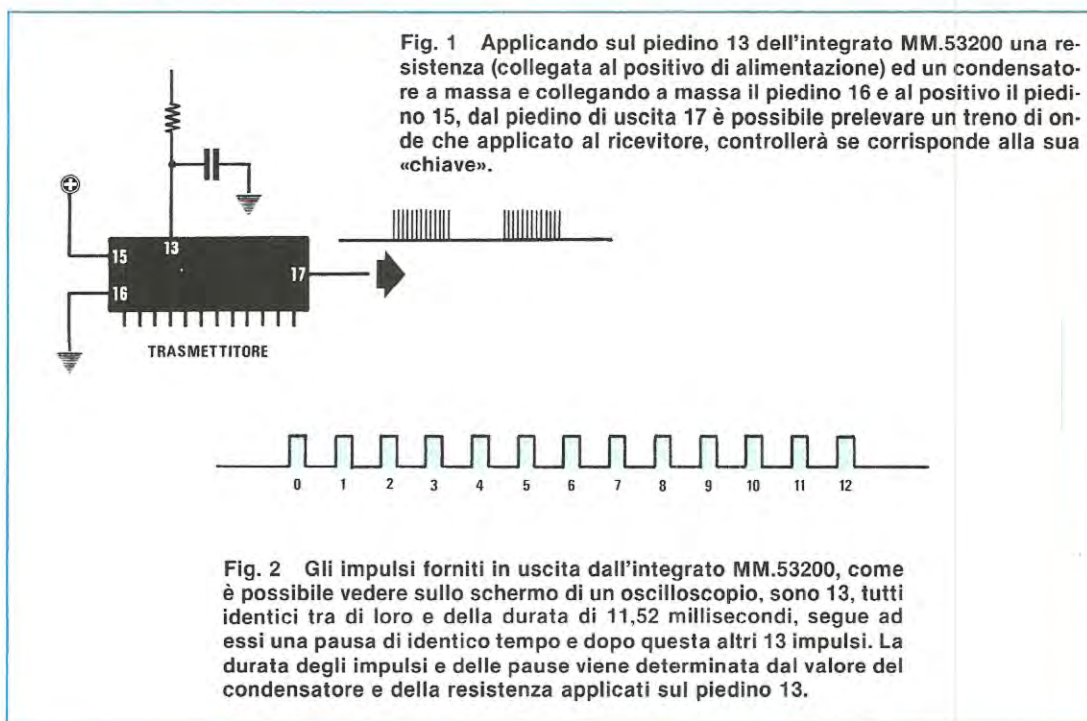 Fig. 1 Applicando sul piedino 13 dell'integrato MM.53200 una re-
sistenza (collegata al positivo di alimentazione) ed un condensato-
re a massa e collegando a massa il piedino 16 e al positivo il piedi-
no 15, dal piedino di uscita 17 è possibile prelevare un treno di on-
de che applicato al ricevitore, controllerà se corrisponde alla sua
«chiave».
13
15
17
16
TRASMETTITORE
0 1 2 3 4 5 6 7 8 9 10 11 12
Fig. 2 Gli impulsi forniti in uscita dall'integrato MM.53200, come
è possibile vedere sullo schermo di un oscilloscopio, sono 13, tutti
identici tra di loro e della durata di 11,52 millisecondi, segue ad
essi una pausa di identico tempo e dopo questa altri 13 impulsi. La
durata degli impulsi e delle pause viene determinata dal valore del
condensatore e della resistenza applicati sul piedino 13.